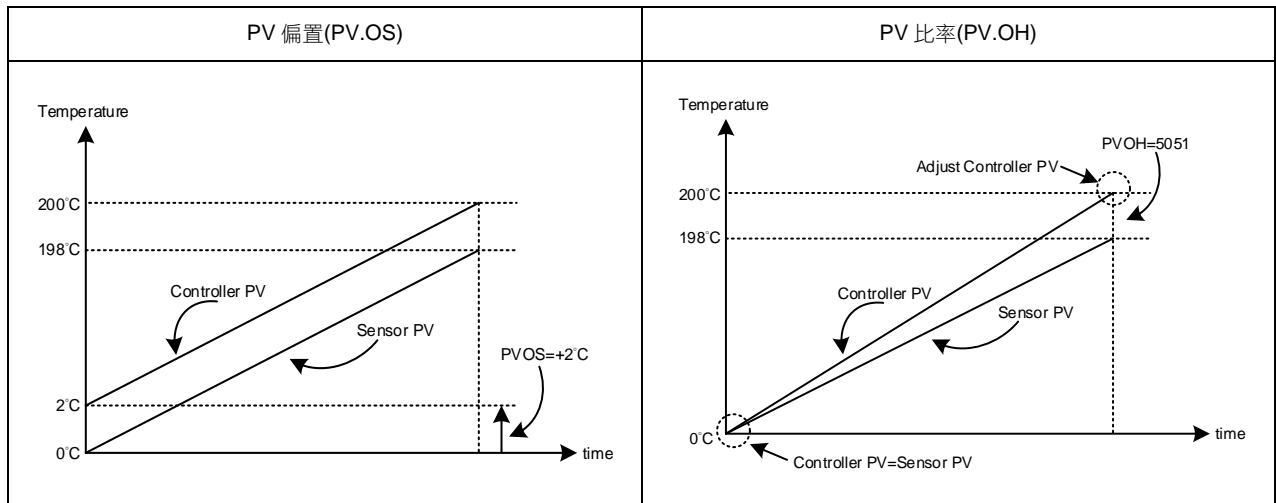 PV 偏置(PV.OS)
Temperature
200°C
198°C
Controller PV
Sensor PV
PVOS=+2°C
2°C
0°C
time
PV 比率(PV.OH)
Temperature
PVOH=5051
Adjust Controller PV
200°C
198°C
Controller PV
Sensor PV
0°C
time
Controller PV=Sensor PV